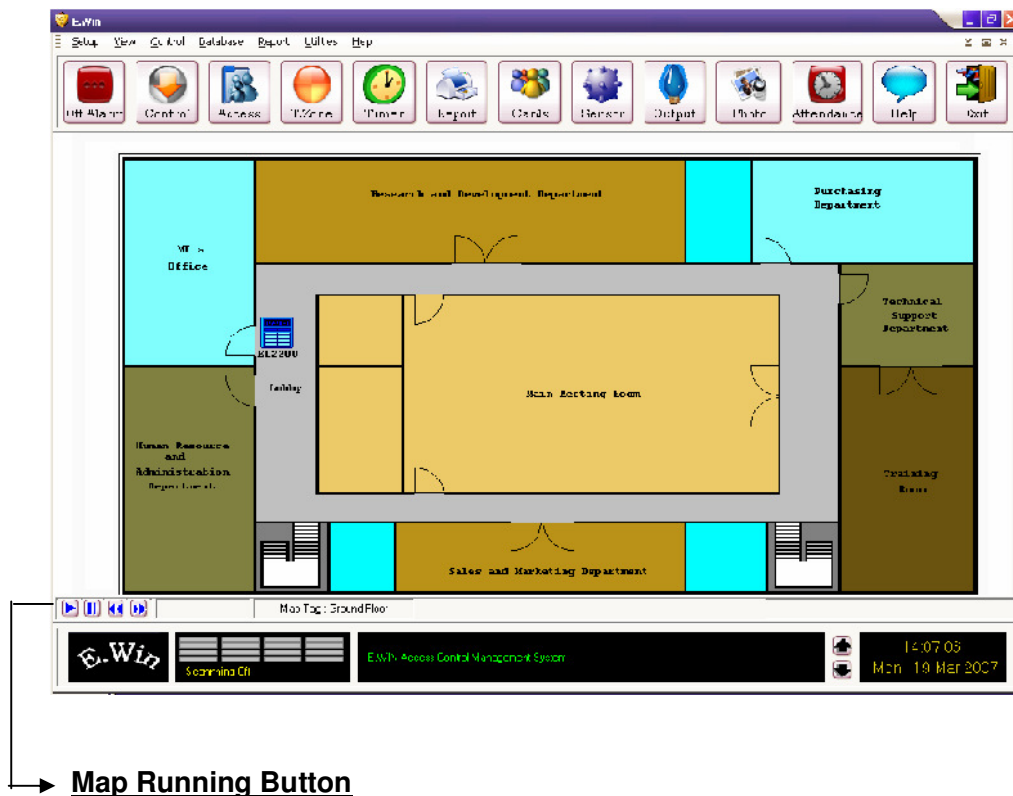 E.Win
Setup View Control Database Report Utilities Help
Off Alarm Control Access T.Zone Timer Report Cards Sensor Output Photo Attendance Help Exit
Research and Development Department
Purchasing
Department
Office
Technical
Support
Department
EL2200
Lobby
Main Meeting Room
Human Resource
and
Administration
Department
Training
Room
Sales and Marketing Department
Map Tag : Ground Floor
E.Win
Scanning Off
E.WIN Access Control Management System
14:07:05
Mon 19 Mar 2007
Map Running Button